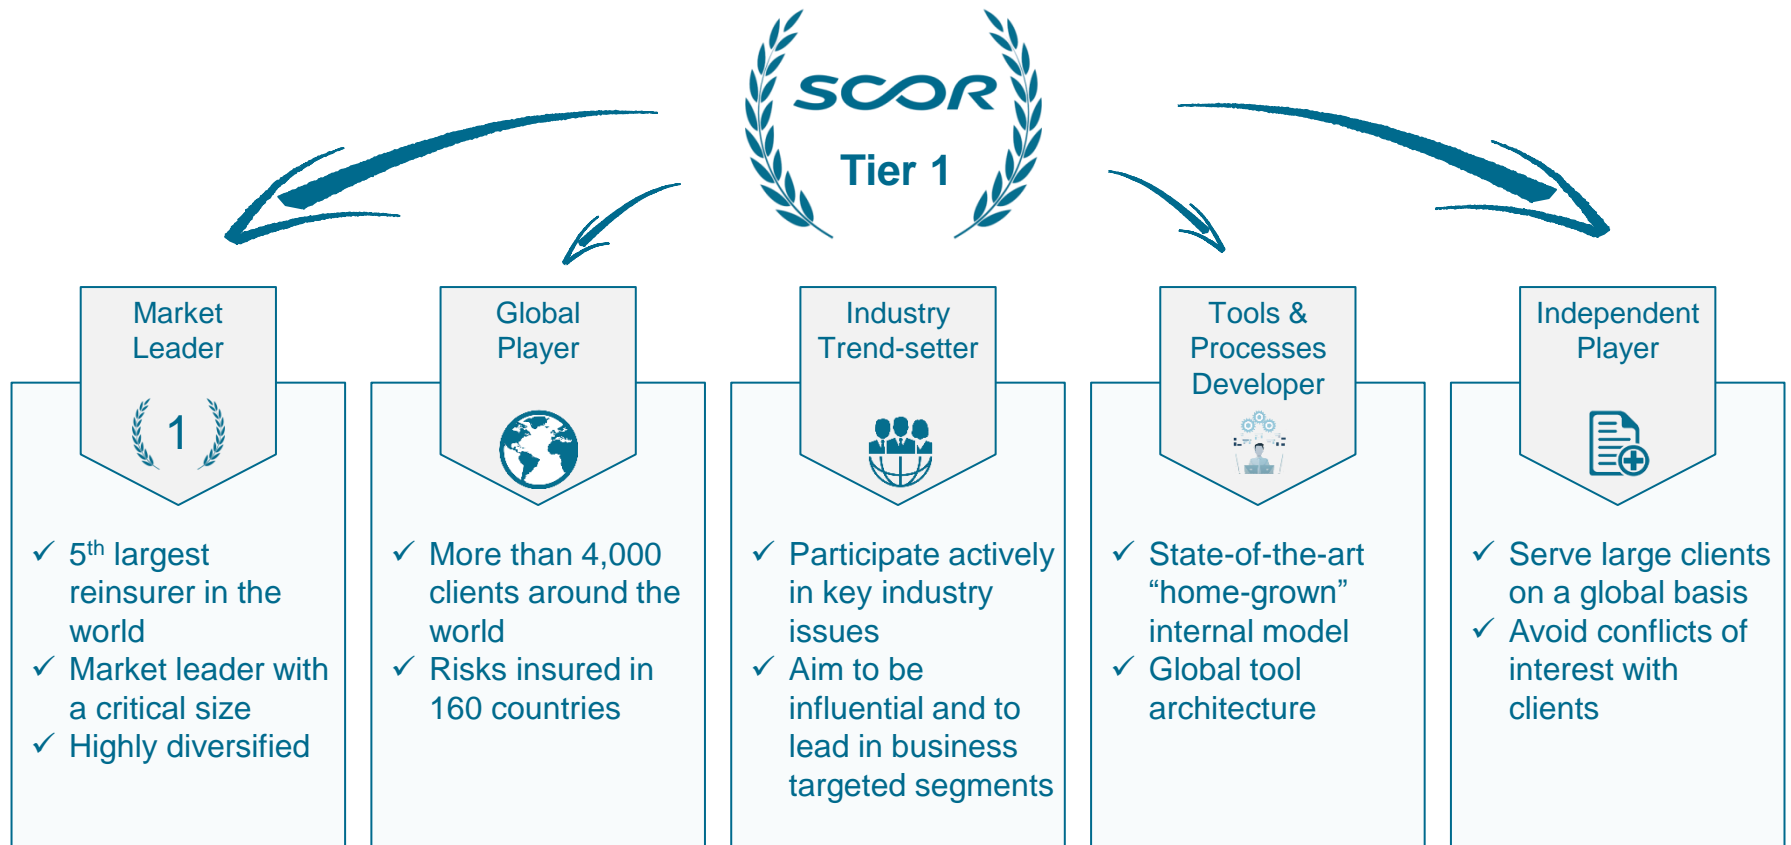 SCOR
Tier 1
Market
Leader
1
✓ 5th largest
reinsurer in the
world
✓ Market leader with
a critical size
✓ Highly diversified
Global
Player
✓ More than 4,000
clients around the
world
✓ Risks insured in
160 countries
Industry
Trend-setter
✓ Participate actively
in key industry
issues
✓ Aim to be
influential and to
lead in business
targeted segments
Tools &
Processes
Developer
✓ State-of-the-art
“home-grown”
internal model
✓ Global tool
architecture
Independent
Player
✓ Serve large clients
on a global basis
✓ Avoid conflicts of
interest with
clients